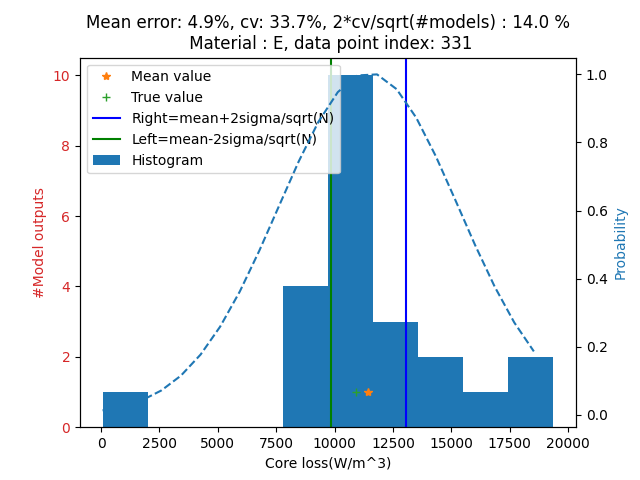 Mean error: 4.9%, cv: 33.7%, 2*cv/sqrt(#models) : 14.0 %
Material : E, data point index: 331
Mean value
True value
Right=mean+2sigma/sqrt(N)
Left=mean-2sigma/sqrt(N)
Histogram
10
8
6
4
2
0
#Model outputs
1.0
0.8
0.6
0.4
0.2
0.0
Probability
0 2500 5000 7500 10000 12500 15000 17500 20000
Core loss(W/m^3)